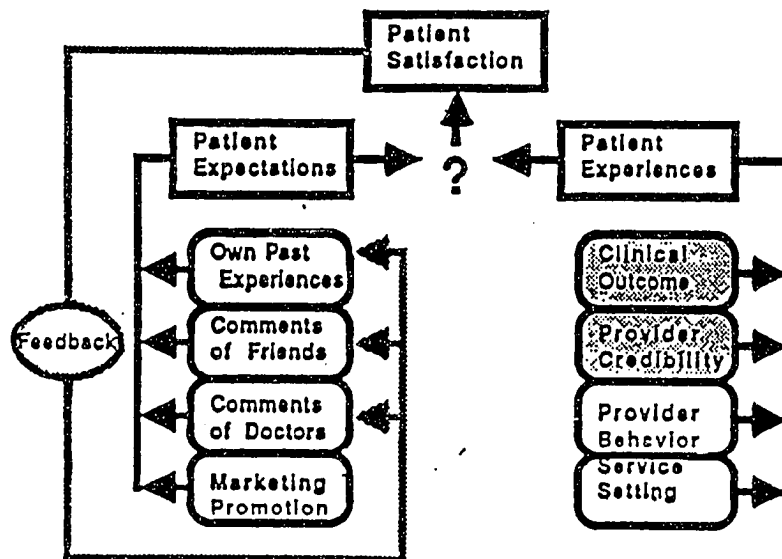 Patient
Satisfaction
Patient
Expectations
?
Patient
Experiences
Own Past
Experiences
Comments
of Friends
Comments
of Doctors
Marketing
Promotion
Feedback
Clinical
Outcome
Provider
Credibility
Provider
Behavior
Service
Setting